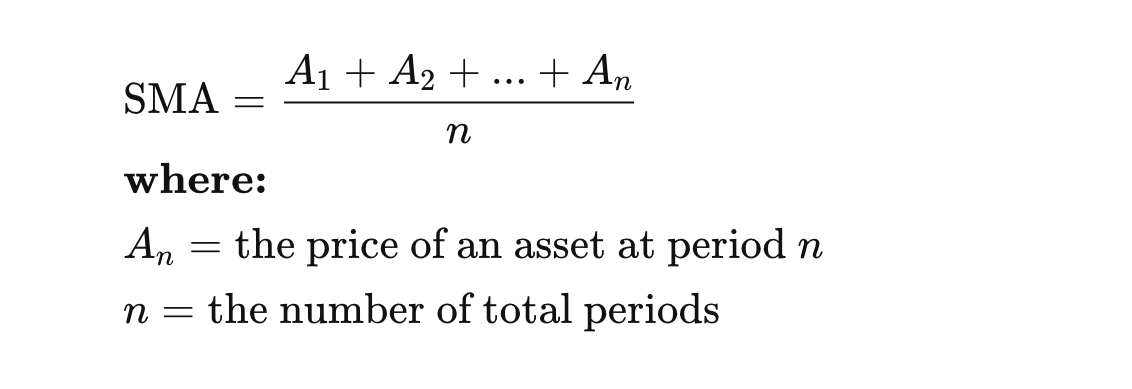 SMA = A₁ + A₂ + ... + Aₙ / n
where:
Aₙ = the price of an asset at period n
n = the number of total periods